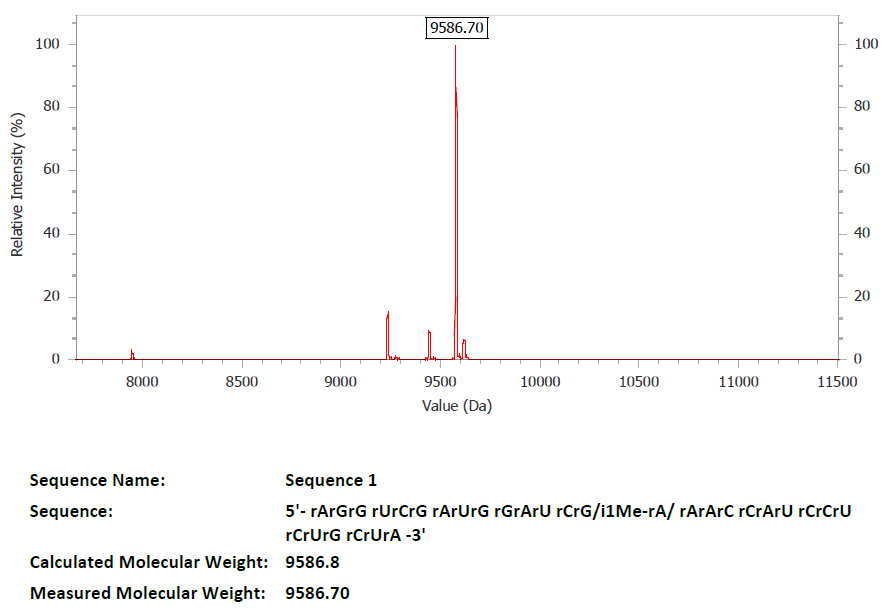 9586.70
100 100
80 80
60 60
40 40
20 20
0 0
Relative Intensity (%)
8000 8500 9000 9500 10000 10500 11000 11500
Value (Da)
Sequence Name: Sequence 1
Sequence: 5'- rArGrG rUrCrG rArUrG rGrArU rCrG/i1Me-rA/ rArArC rCrArU rCrCrU
rCrUrG rCrUrA -3'
Calculated Molecular Weight: 9586.8
Measured Molecular Weight: 9586.70